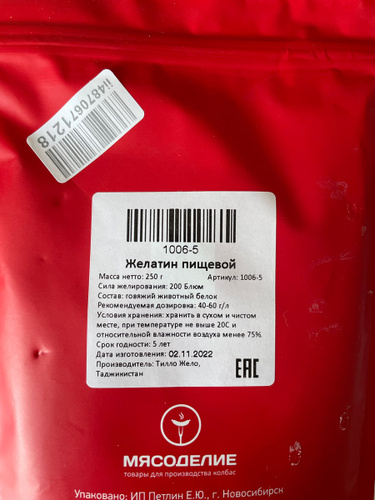 ii4870671218
1006-5
Желатин пищевой
Масса нетто: 250 г Артикул: 1006-5
Сила желирования: 200 Блюм
Состав: говяжий животный белок
Рекомендуемая дозировка: 40-60 г/л
Условия хранения: хранить в сухом и чистом
месте, при температуре не выше 20С и
относительной влажности воздуха менее 75%
Срок годности: 5 лет
Дата изготовления: 02.11.2022
Производитель: Тилло Жело,
Таджикистан
EAC
МЯСОДЕЛИЕ
товары для производства колбас
Упаковано: ИП Петлин Е.Ю., г. Новосибирск